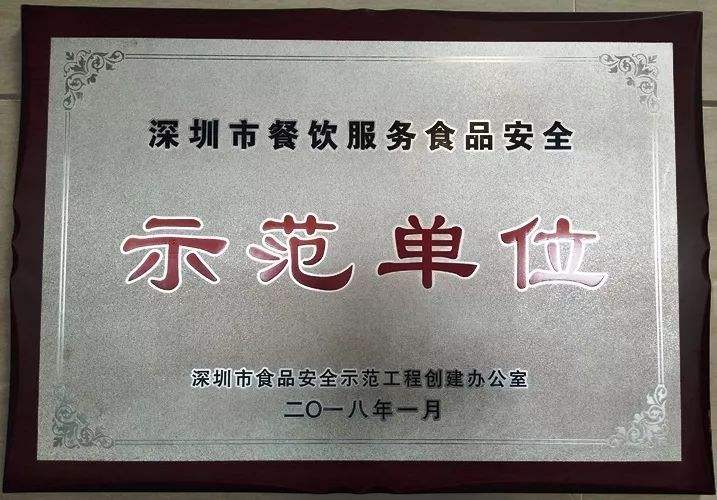 深圳市餐饮服务食品安全
示范单位
深圳市食品安全示范工程创建办公室
二〇一八年一月